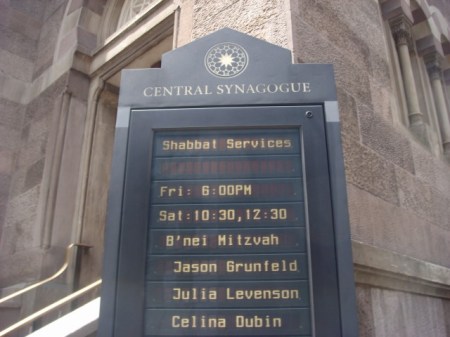 CENTRAL SYNAGOGUE
Shabbat Services
Fri: 6:00PM
Sat:10:30,12:30
B'nei Mitzvah
Jason Grunfeld
Julia Levenson
Celina Dubin